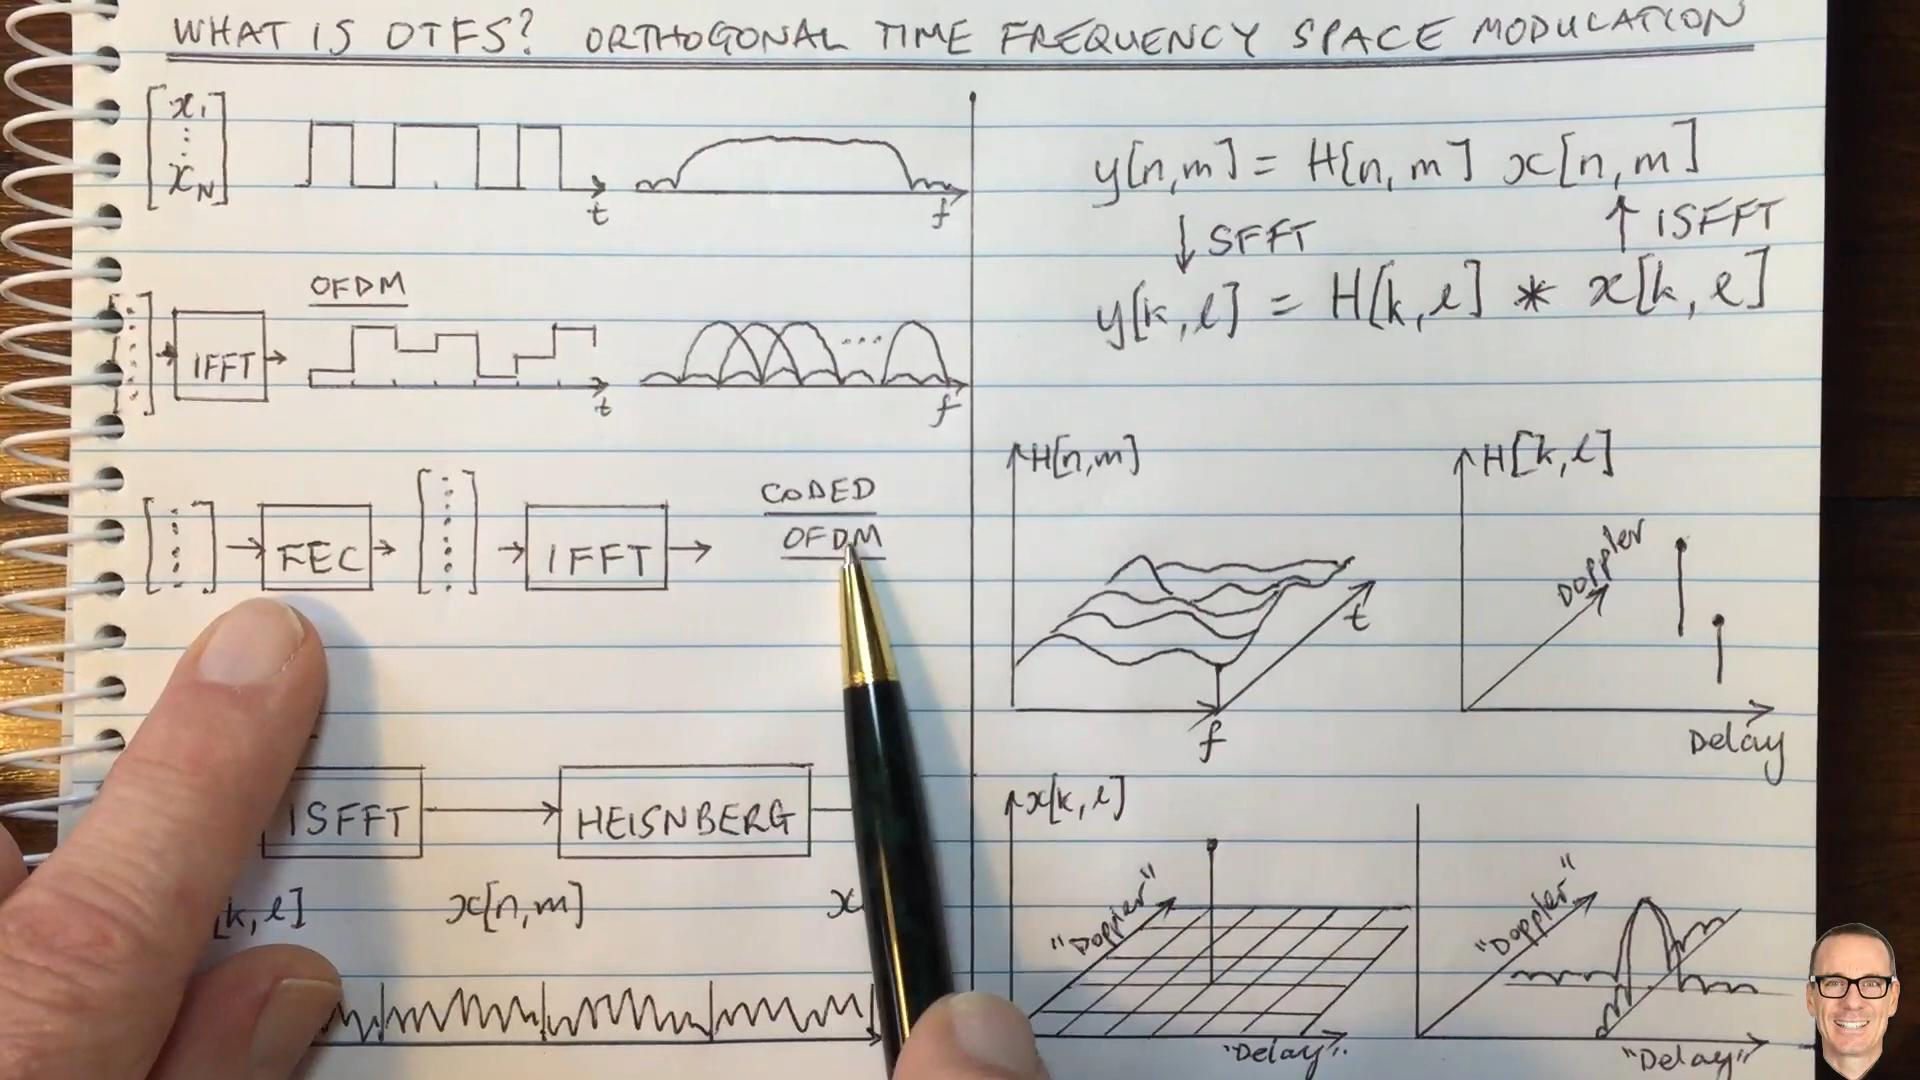 WHAT IS OTFS? ORTHOGONAL TIME FREQUENCY SPACE MODULATION
x1
⋮
xN
t
f
OFDM
IFFT
t
f
FEC
IFFT
CODED
OFDM
ISFFT
HEISNBERG
[k, l]
x[n,m]
x
y[n,m] = H[n,m] x[n,m]
↓ SFFT
↑ ISFFT
y[k,l] = H[k,l] * x[k,l]
H[n,m]
t
f
H[k,l]
Doppler
Delay
x[k,l]
"Doppler"
"Delay"
"Doppler"
"Delay"